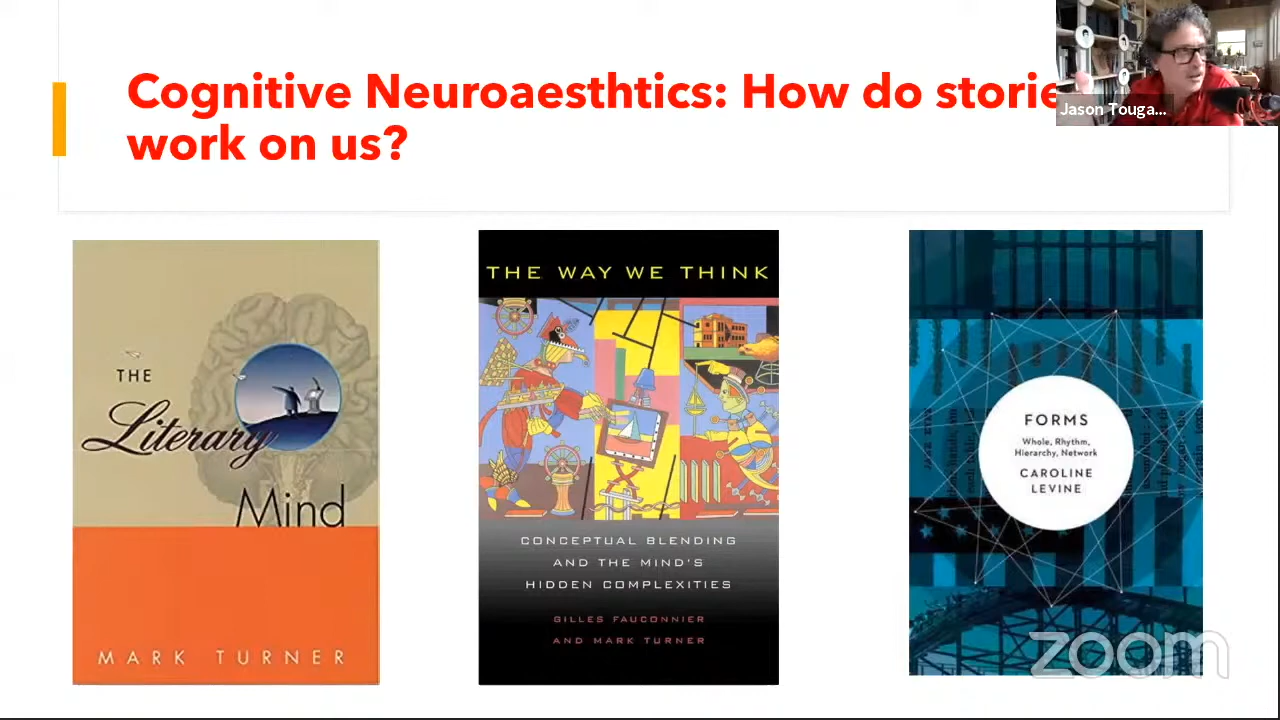 Cognitive Neuroaesthtics: How do storie
work on us?
Jason Touga...
THE
Literary
Mind
MARK TURNER
THE WAY WE THINK
CONCEPTUAL BLENDING
AND THE MIND'S
HIDDEN COMPLEXITIES
GILLES FAUCONNIER
AND MARK TURNER
FORMS
Whole, Rhythm,
Hierarchy, Network
CAROLINE
LEVINE
zoom